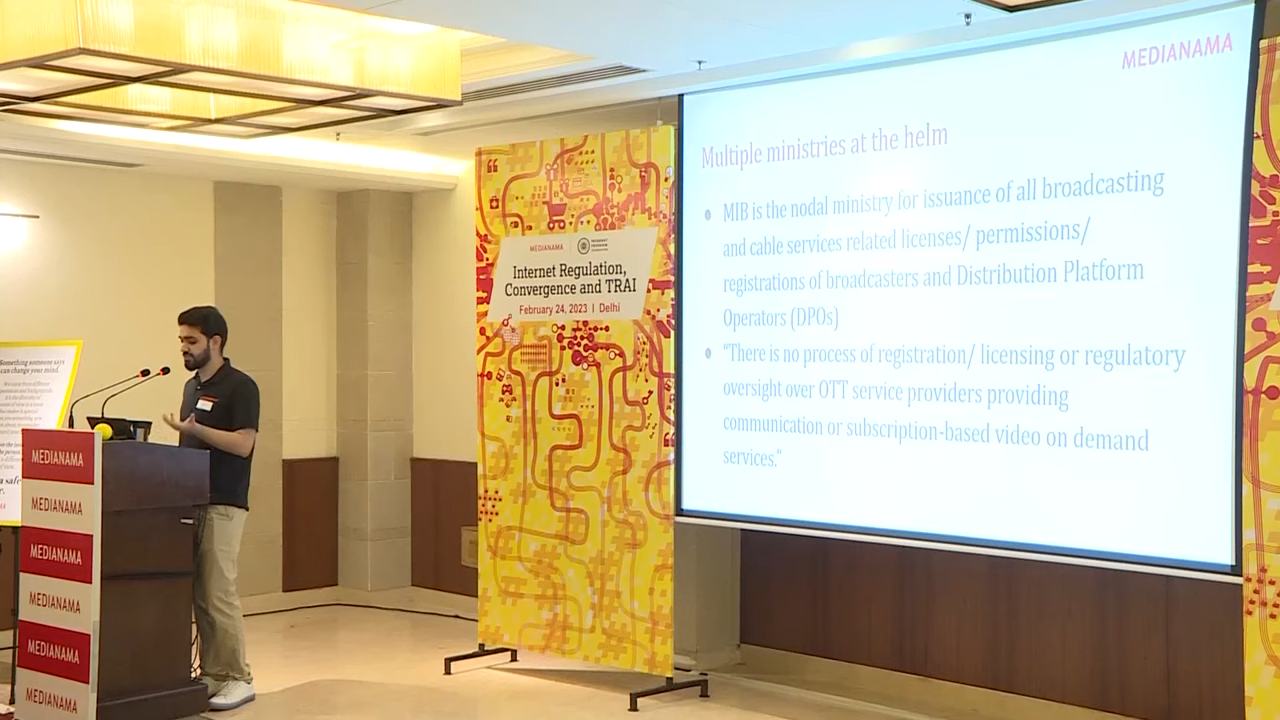 MEDIANAMA
Multiple ministries at the helm
MIB is the nodal ministry for issuance of all broadcasting
and cable services related licenses/ permissions/
registrations of broadcasters and Distribution Platform
Operators (DPOs)
“There is no process of registration/ licensing or regulatory
oversight over OTT service providers providing
communication or subscription-based video on demand
services.“
MEDIANAMA
Internet Regulation,
Convergence and TRAI
February 24, 2023 | Delhi
Something someone says
can change your mind.
a safe
MEDIANAMA
MEDIANAMA
MEDIANAMA
MEDIANAMA
MEDIANAMA
MEDIANAMA